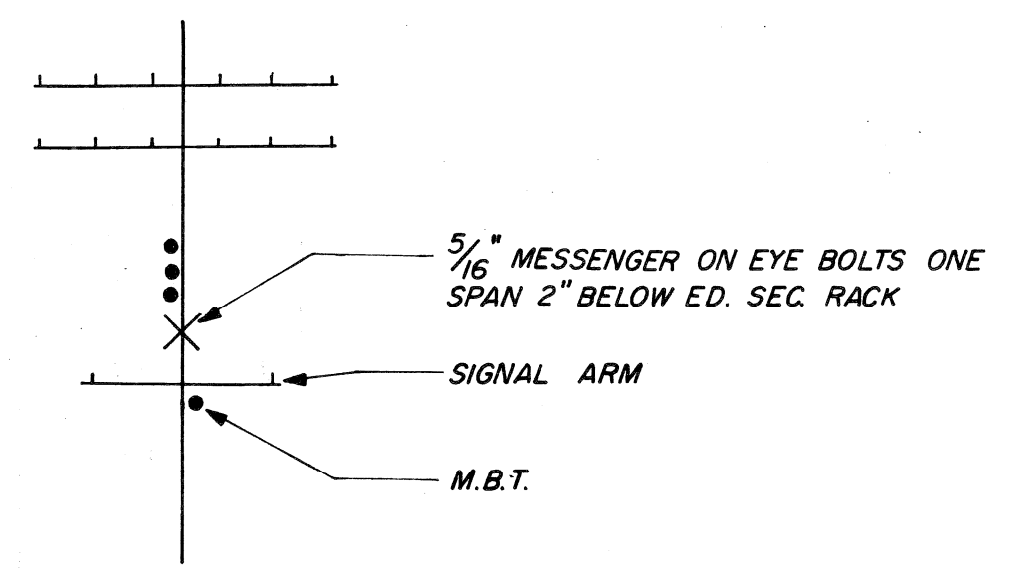 5/16" MESSENGER ON EYE BOLTS ONE
SPAN 2" BELOW ED. SEC. RACK
SIGNAL ARM
M.B.T.